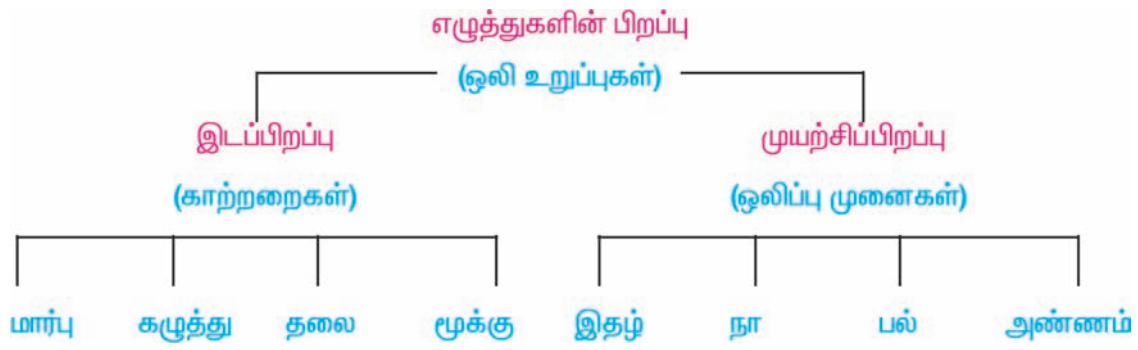 எழுத்துகளின் பிறப்பு
(ஒலி உறுப்புகள்)
இடப்பிறப்பு முயற்சிப்பிறப்பு
(காற்றறைகள்) (ஒலிப்பு முனைகள்)
மார்பு கழுத்து தலை மூக்கு இதழ் நா பல் அண்ணம்